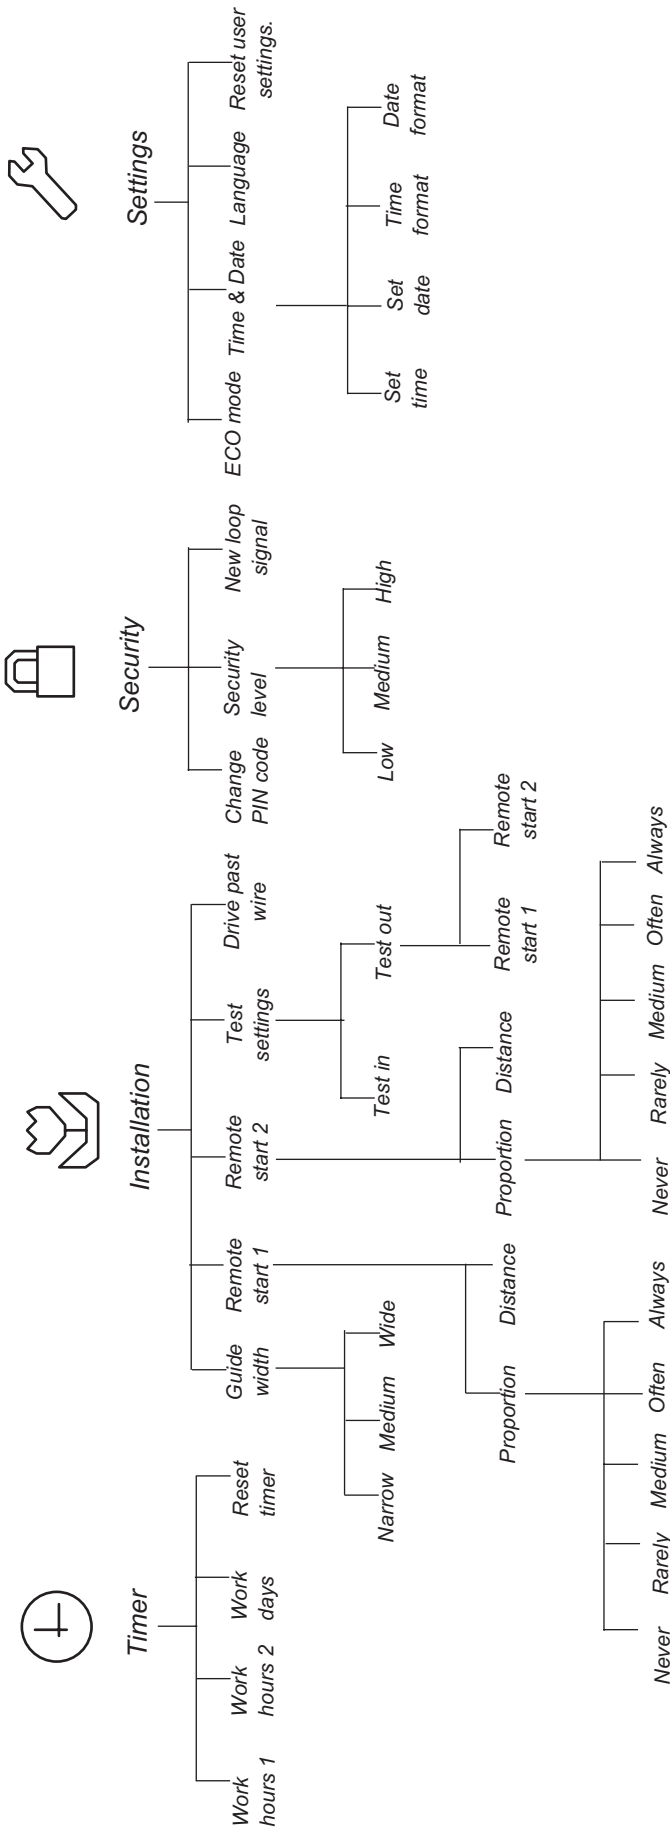 Timer
Work
hours 1
Work
hours 2
Work
days
Reset
timer
Installation
Guide
width
Narrow
Medium
Wide
Remote
start 1
Proportion
Never
Rarely
Medium
Often
Always
Distance
Remote
start 2
Proportion
Never
Rarely
Medium
Often
Always
Distance
Test
settings
Test in
Test out
Remote
start 1
Remote
start 2
Drive past
wire
Security
Change
PIN code
Security
level
Low
Medium
High
New loop
signal
Settings
ECO mode
Time & Date
Set
time
Set
date
Time
format
Date
format
Language
Reset user
settings.